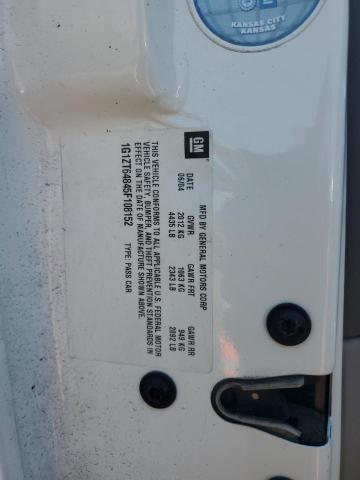 KANSAS CITY
KANSAS
GM
MFD BY GENERAL MOTORS CORP
DATE GVWR GAWR FRT GAWR RR
06/04 2012 KG 1063 KG 949 KG
4435 LB 2343 LB 2092 LB
THIS VEHICLE CONFORMS TO ALL APPLICABLE U.S. FEDERAL MOTOR
VEHICLE SAFETY, BUMPER, AND THEFT PREVENTION STANDARDS IN
EFFECT ON THE DATE OF MANUFACTURE SHOWN ABOVE.
1G1ZT64845F108152 TYPE: PASS CAR